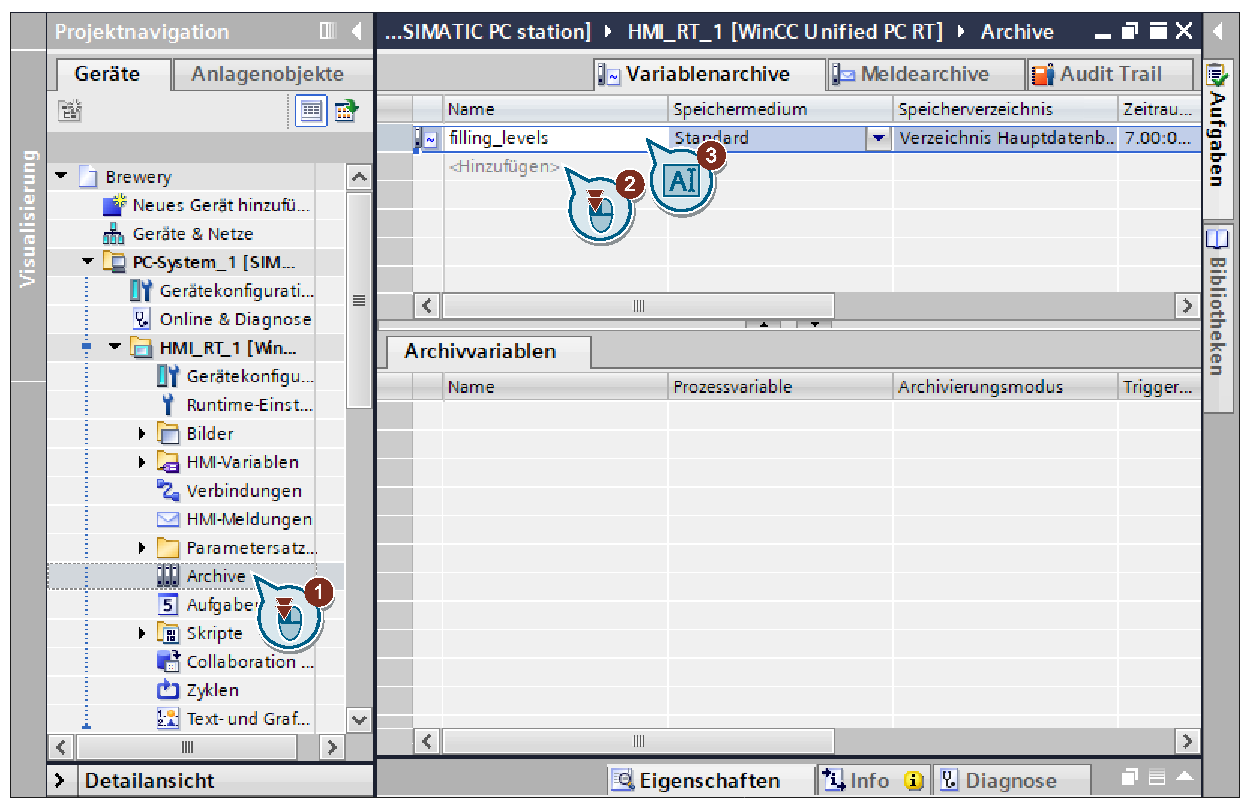 Projektnavigation
...SIMATIC PC station] HMI_RT_1 [WinCC Unified PC RT] Archive
Geräte Anlagenobjekte
Variablenarchive Meldearchive Audit Trail
Visualisierung
Aufgaben
Bibliotheken
Name Speichermedium Speicherverzeichnis Zeitrau...
filling_levels Standard Verzeichnis Hauptdatenb.. 7.00:0...
<Hinzufügen>
3
2
AI
Brewery
Neues Gerät hinzufü...
Geräte & Netze
PC-System_1 [SIM...
Gerätekonfigurati...
Online & Diagnose
HMI_RT_1 [Win...
Gerätekonfigu...
Runtime-Einst...
Bilder
HMI-Variablen
Verbindungen
HMI-Meldungen
Parametersatz...
Archive
1
Aufgaben
Skripte
Collaboration ...
Zyklen
Text- und Graf...
Archivvariablen
Name Prozessvariable Archivierungsmodus Trigger...
Detailansicht
Eigenschaften Info Diagnose